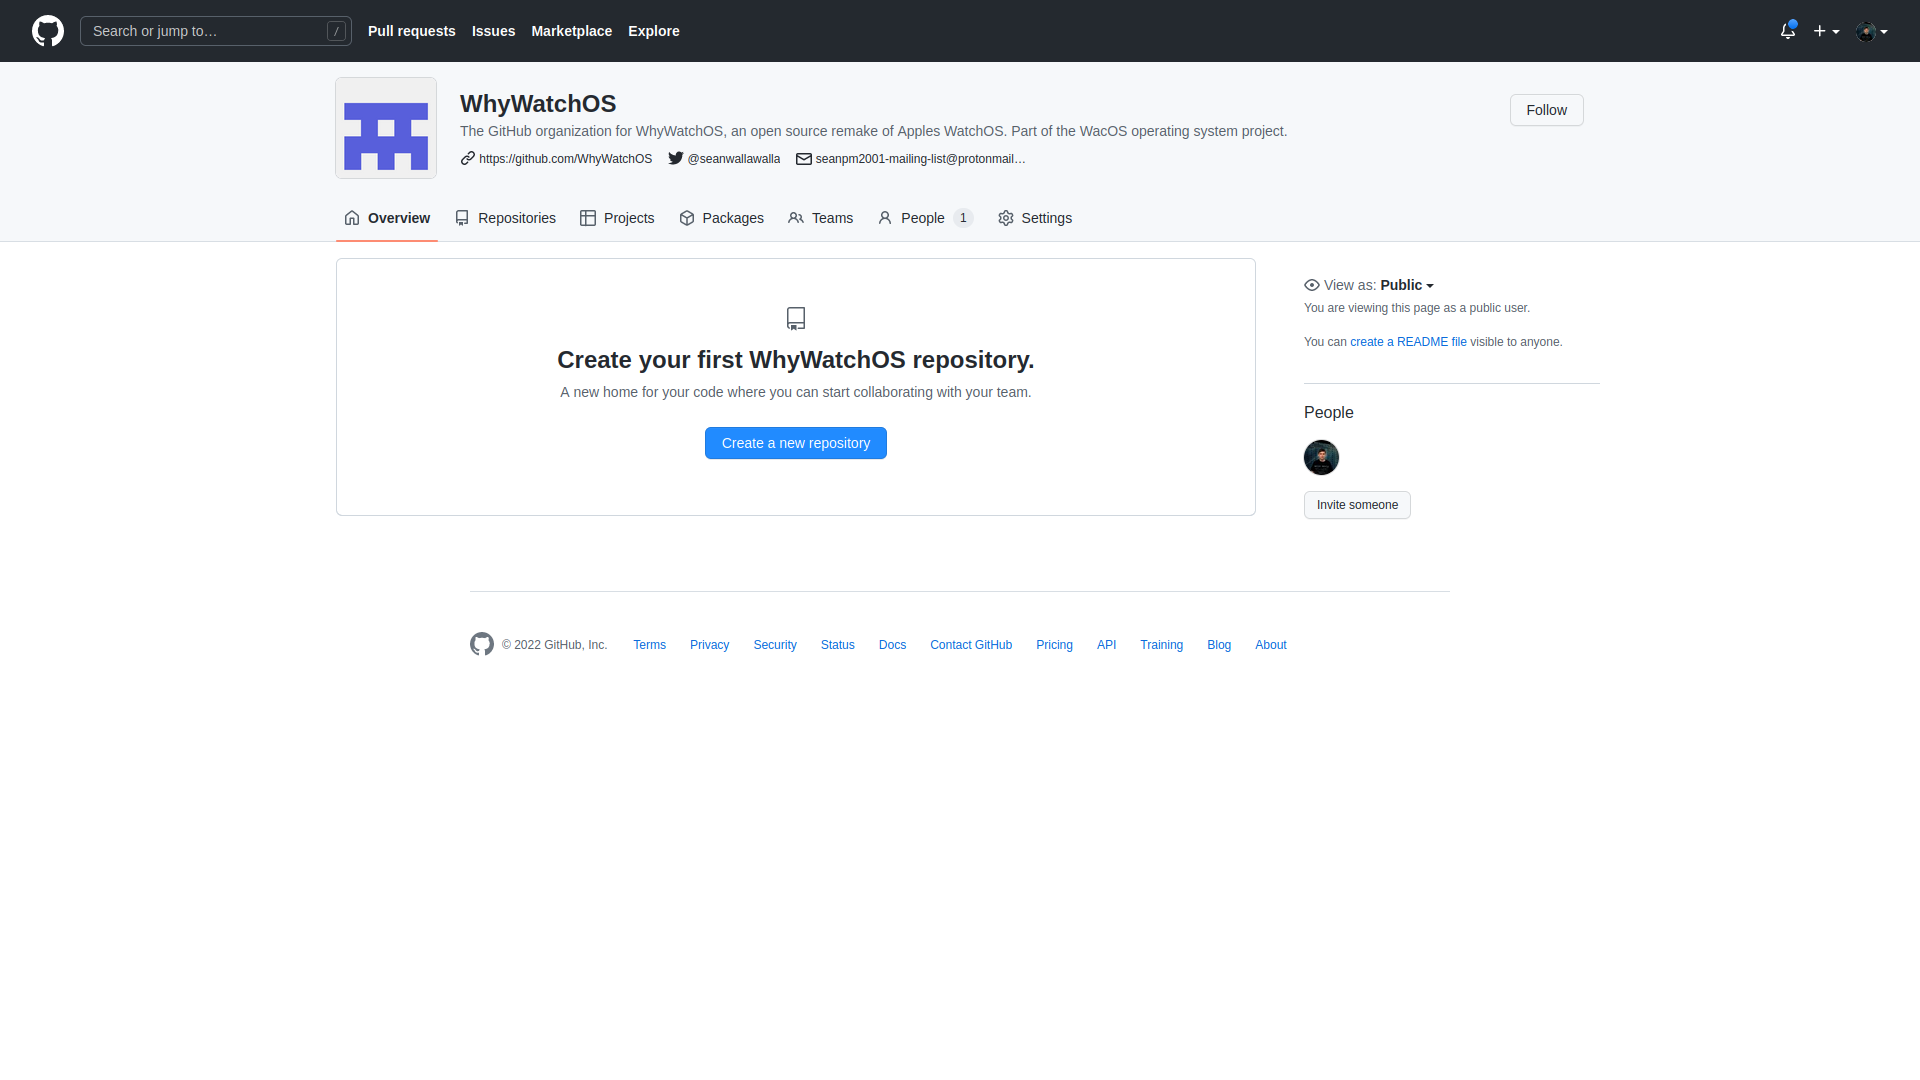 Search or jump to… /
Pull requests
Issues
Marketplace
Explore
WhyWatchOS
The GitHub organization for WhyWatchOS, an open source remake of Apples WatchOS. Part of the WacOS operating system project.
https://github.com/WhyWatchOS
@seanwallawalla
seanpm2001-mailing-list@protonmail…
Follow
Overview
Repositories
Projects
Packages
Teams
People 1
Settings
Create your first WhyWatchOS repository.
A new home for your code where you can start collaborating with your team.
Create a new repository
View as: Public
You are viewing this page as a public user.
You can create a README file visible to anyone.
People
Invite someone
© 2022 GitHub, Inc.
Terms
Privacy
Security
Status
Docs
Contact GitHub
Pricing
API
Training
Blog
About